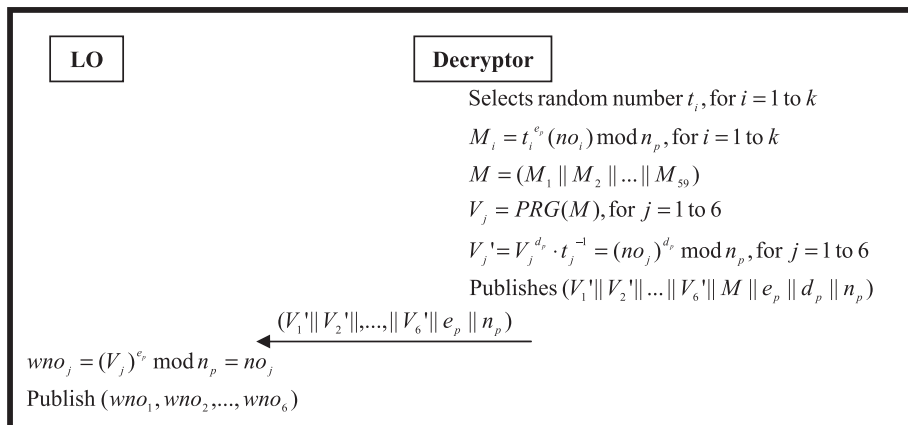 LO
Decryptor
Selects random number t_i, for i = 1 to k
M_i = t_i^{e_p} (no_i) mod n_p, for i = 1 to k
M = (M_1 || M_2 || ... || M_59)
V_j = PRG(M), for j = 1 to 6
V_j' = V_j^{d_p} · t_j^{-1} = (no_j)^{d_p} mod n_p, for j = 1 to 6
Publishes (V_1' || V_2' || ... || V_6' || M || e_p || d_p || n_p)
(V_1' || V_2' ||,...,|| V_6' || e_p || n_p)
wno_j = (V_j)^{e_p} mod n_p = no_j
Publish (wno_1, wno_2,..., wno_6)